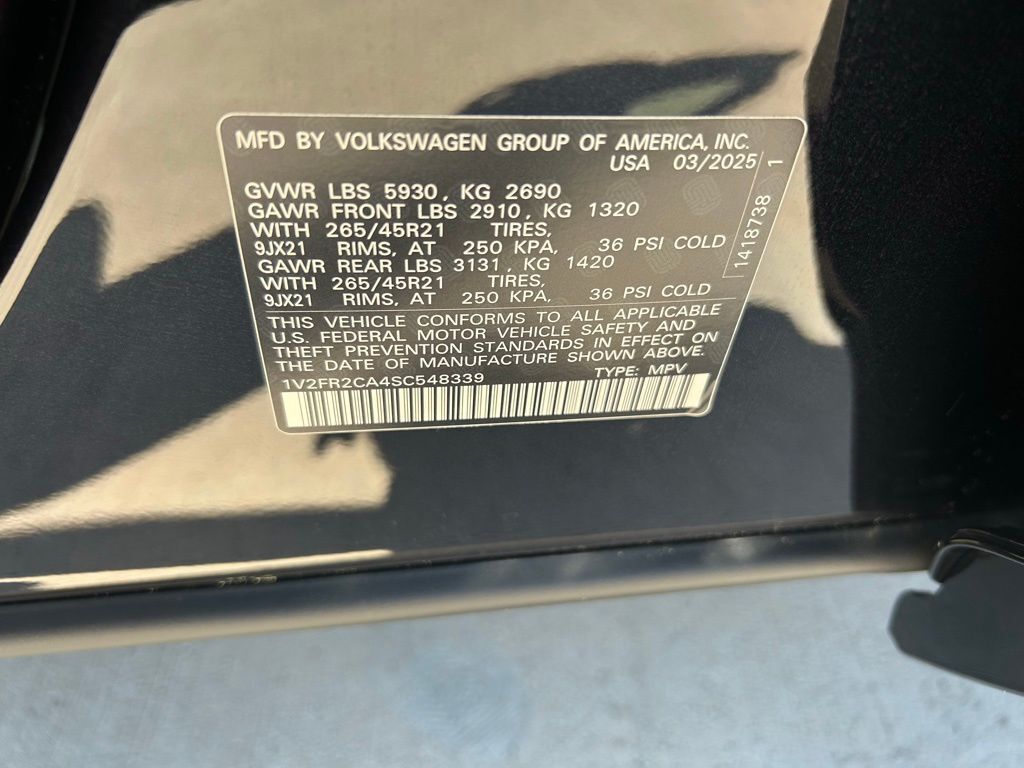 MFD BY VOLKSWAGEN GROUP OF AMERICA, INC.
USA 03/2025
GVWR LBS 5930, KG 2690
GAWR FRONT LBS 2910, KG 1320
WITH 265/45R21 TIRES,
9JX21 RIMS, AT 250 KPA, 36 PSI COLD
GAWR REAR LBS 3131, KG 1420
WITH 265/45R21 TIRES,
9JX21 RIMS, AT 250 KPA, 36 PSI COLD
1418738 1
THIS VEHICLE CONFORMS TO ALL APPLICABLE
U.S. FEDERAL MOTOR VEHICLE SAFETY AND
THEFT PREVENTION STANDARDS IN EFFECT ON
THE DATE OF MANUFACTURE SHOWN ABOVE.
1V2FR2CA4SC548339 TYPE: MPV